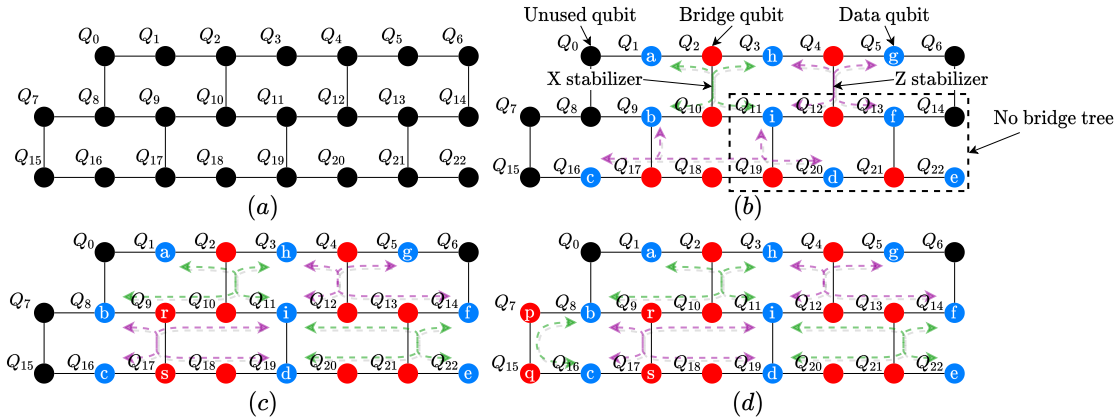 Unused qubit Bridge qubit Data qubit
Q0 Q1 Q2 Q3 Q4 Q5 Q6
Q0 Q1 a Q2 Q3 h Q4 Q5 g Q6
X stabilizer Z stabilizer
Q7 Q8 Q9 Q10 Q11 Q12 Q13 Q14
Q7 Q8 Q9 b Q10 Q11 i Q12 Q13 f Q14
No bridge tree
Q15 Q16 Q17 Q18 Q19 Q20 Q21 Q22
Q15 Q16 c Q17 Q18 Q19 Q20 d Q21 Q22 e
(a) (b)
Q0 Q1 a Q2 Q3 h Q4 Q5 g Q6
Q0 Q1 a Q2 Q3 h Q4 Q5 g Q6
Q7 Q8 b Q9 r Q10 Q11 i Q12 Q13 Q14 f
Q7 p Q8 b Q9 r Q10 Q11 i Q12 Q13 Q14 f
Q15 Q16 c Q17 s Q18 Q19 d Q20 Q21 Q22 e
Q15 q Q16 c Q17 s Q18 Q19 d Q20 Q21 Q22 e
(c) (d)